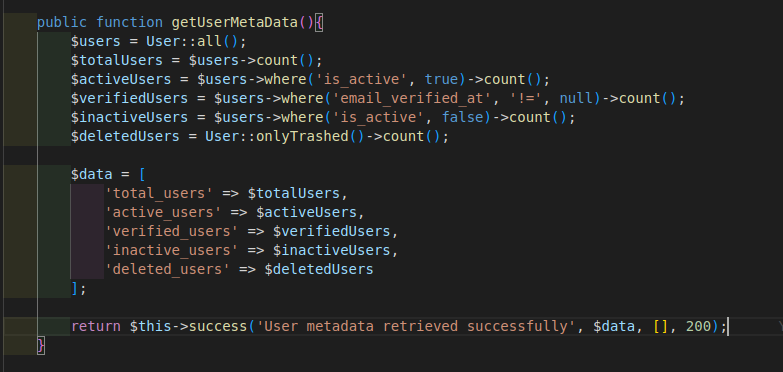 public function getUserMetaData(){
    $users = User::all();
    $totalUsers = $users->count();
    $activeUsers = $users->where('is_active', true)->count();
    $verifiedUsers = $users->where('email_verified_at', '!=', null)->count();
    $inactiveUsers = $users->where('is_active', false)->count();
    $deletedUsers = User::onlyTrashed()->count();

    $data = [
        'total_users' => $totalUsers,
        'active_users' => $activeUsers,
        'verified_users' => $verifiedUsers,
        'inactive_users' => $inactiveUsers,
        'deleted_users' => $deletedUsers
    ];

    return $this->success('User metadata retrieved successfully', $data, [], 200);
}